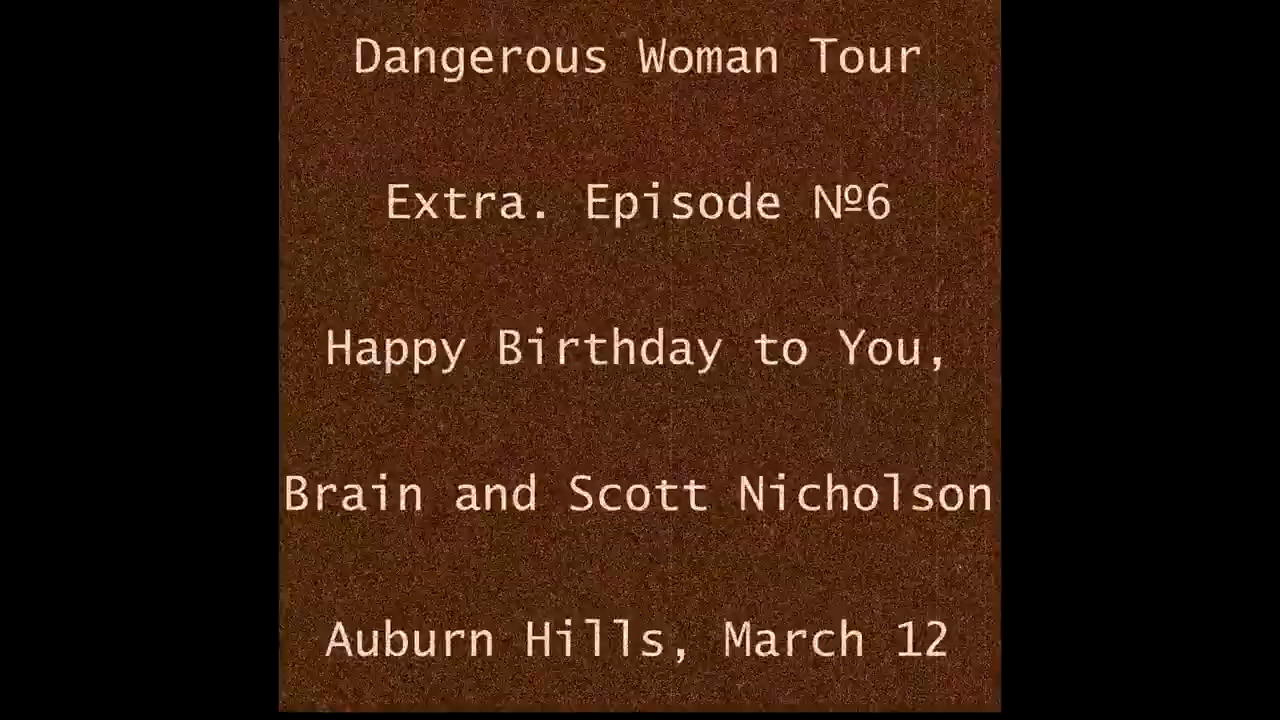 Dangerous Woman Tour
Extra. Episode №6
Happy Birthday to You,
Brain and Scott Nicholson
Auburn Hills, March 12